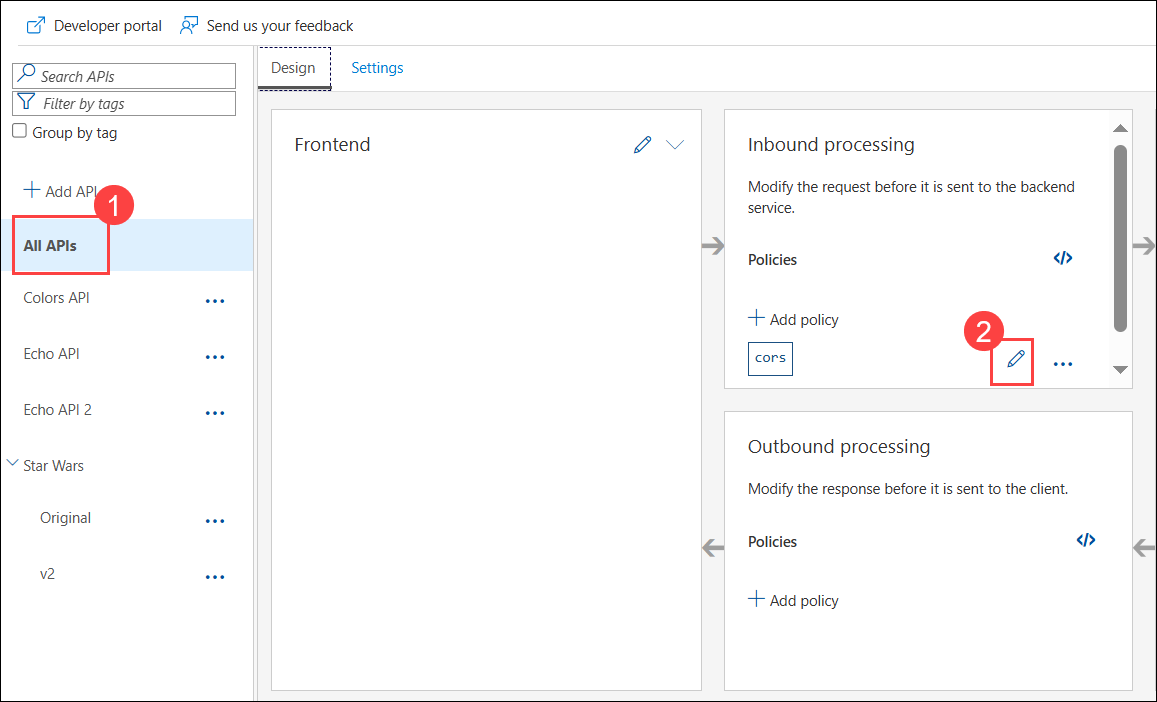 Developer portal
Send us your feedback
Search APIs
Filter by tags
Group by tag
Add API
1
All APIs
Colors API
Echo API
Echo API 2
Star Wars
Original
v2
Design
Settings
Frontend
Inbound processing
Modify the request before it is sent to the backend
service.
Policies
</>
Add policy
2
cors
Outbound processing
Modify the response before it is sent to the client.
Policies
</>
Add policy